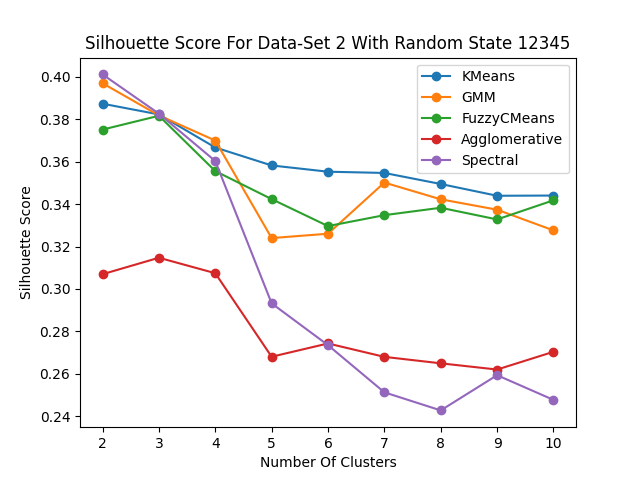 Silhouette Score For Data-Set 2 With Random State 12345
KMeans
GMM
FuzzyCMeans
Agglomerative
Spectral
Silhouette Score
0.40
0.38
0.36
0.34
0.32
0.30
0.28
0.26
0.24
2 3 4 5 6 7 8 9 10
Number Of Clusters